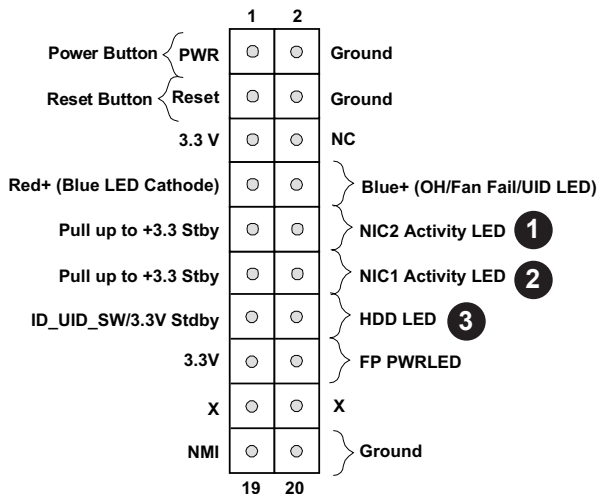 1 2
Power Button PWR Ground
Reset Button Reset Ground
3.3 V NC
Red+ (Blue LED Cathode) Blue+ (OH/Fan Fail/UID LED)
Pull up to +3.3 Stby NIC2 Activity LED 1
Pull up to +3.3 Stby NIC1 Activity LED 2
ID_UID_SW/3.3V Stdby HDD LED 3
3.3V FP PWRLED
X X
NMI Ground
19 20